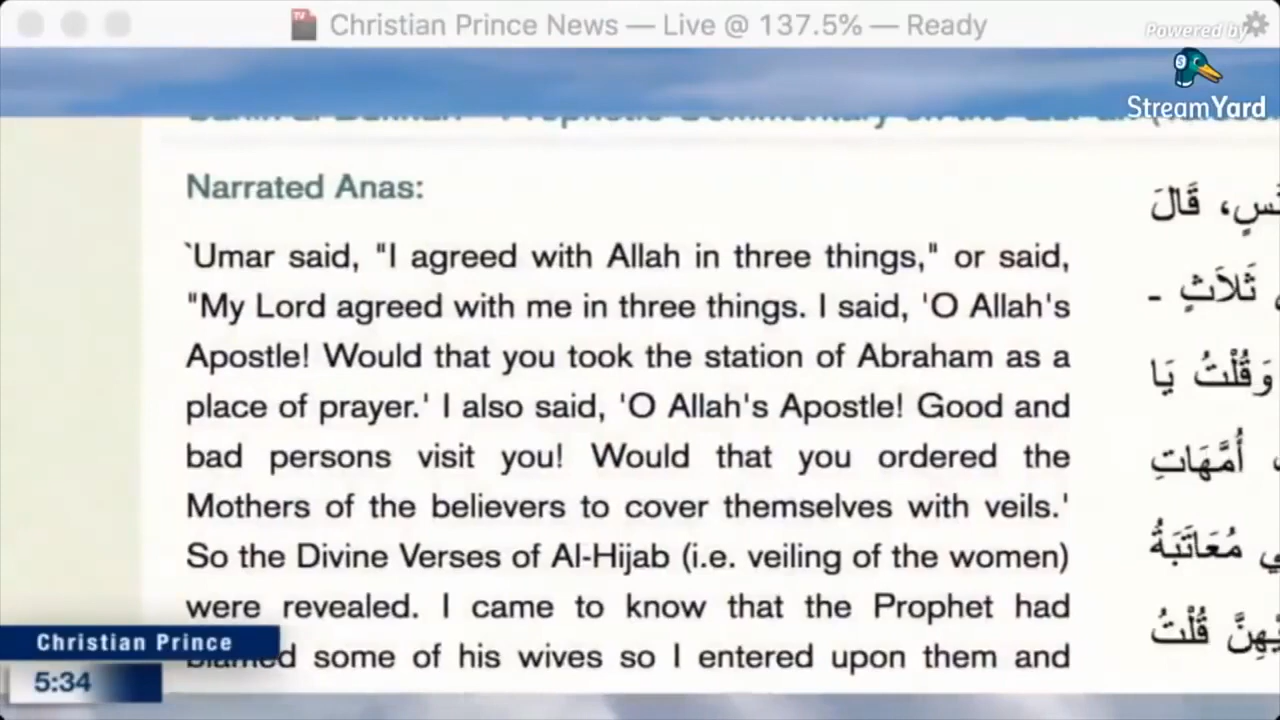 Christian Prince News — Live @ 137.5% — Ready
Powered by
StreamYard
Narrated Anas:
`Umar said, "I agreed with Allah in three things," or said,
"My Lord agreed with me in three things. I said, 'O Allah's
Apostle! Would that you took the station of Abraham as a
place of prayer.' I also said, 'O Allah's Apostle! Good and
bad persons visit you! Would that you ordered the
Mothers of the believers to cover themselves with veils.'
So the Divine Verses of Al-Hijab (i.e. veiling of the women)
were revealed. I came to know that the Prophet had
blamed some of his wives so I entered upon them and
قَالَ
ثَلاَثٍ ـ
وَقُلْتُ يَا
أُمَّهَاتِ
مُعَاتَبَةُ
قُلْتُ
Christian Prince
5:34